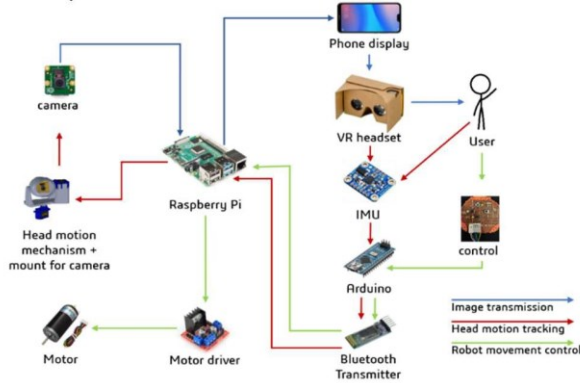 Phone display
camera
VR headset
User
Raspberry Pi
IMU
Head motion
mechanism +
mount for camera
control
Arduino
Image transmission
Head motion tracking
Robot movement control
Motor
Motor driver
Bluetooth
Transmitter